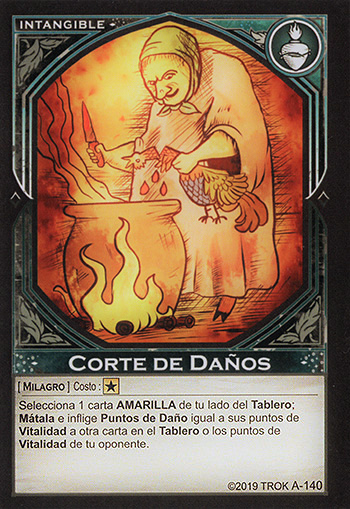 INTANGIBLE
CORTE DE DAÑOS
[ MILAGRO ] Costo :
Selecciona 1 carta AMARILLA de tu lado del Tablero;
Mátala e inflige Puntos de Daño igual a sus puntos de
Vitalidad a otra carta en el Tablero o los puntos de
Vitalidad de tu oponente.
©2019 TROK A-140